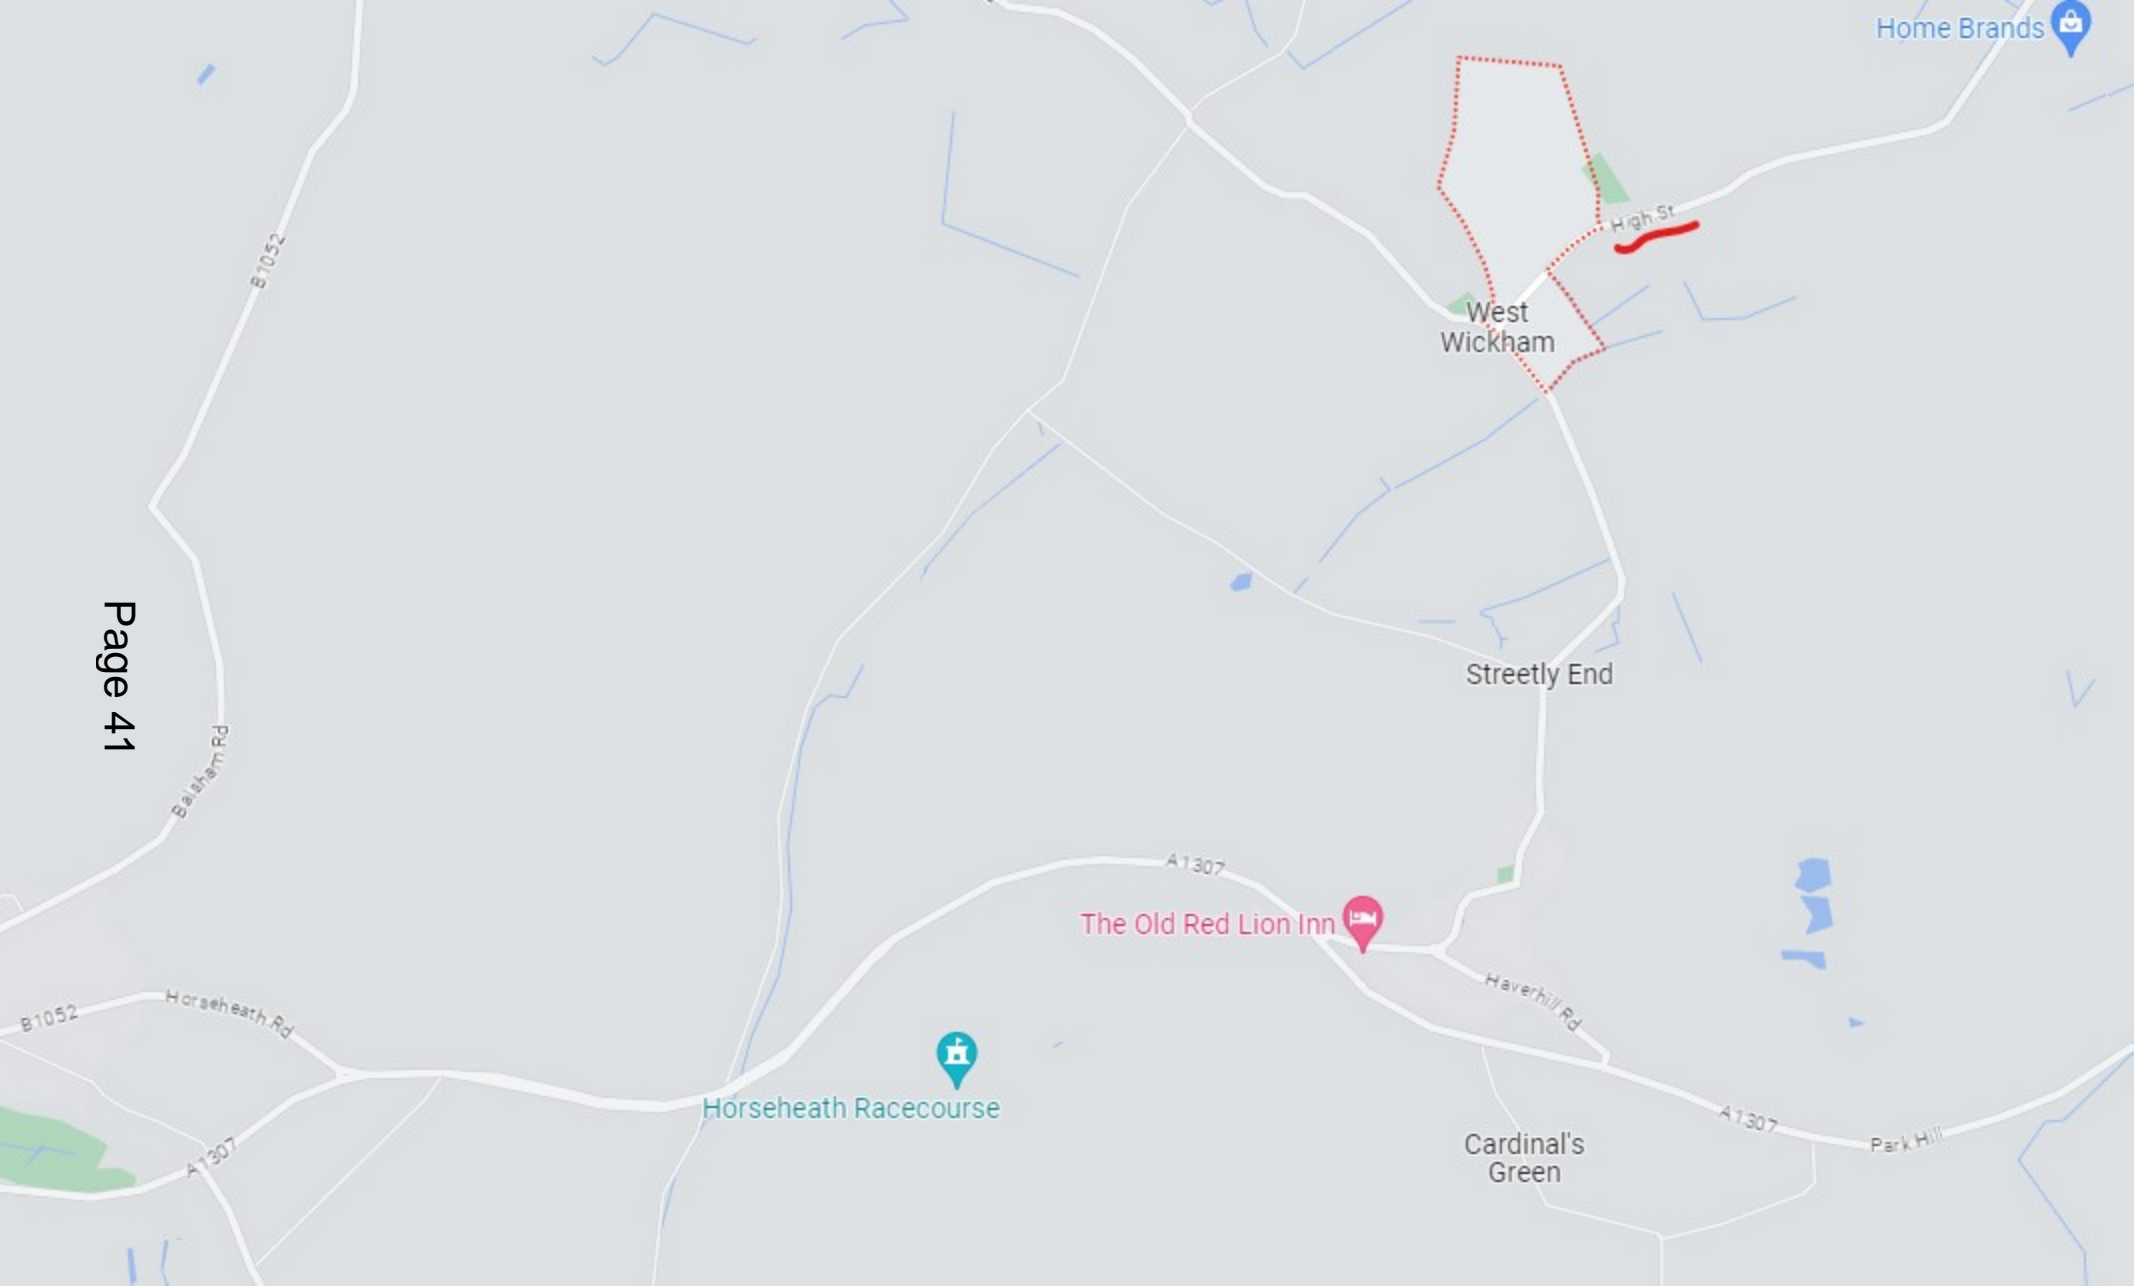 Home Brands
High St
B1052
West
Wickham
Page 41
Streetly End
Balsham Rd
A1307
The Old Red Lion Inn
Haverhill Rd
Horseheath Rd
B1052
Horseheath Racecourse
A1307
Park Hill
A1307
Cardinal's
Green